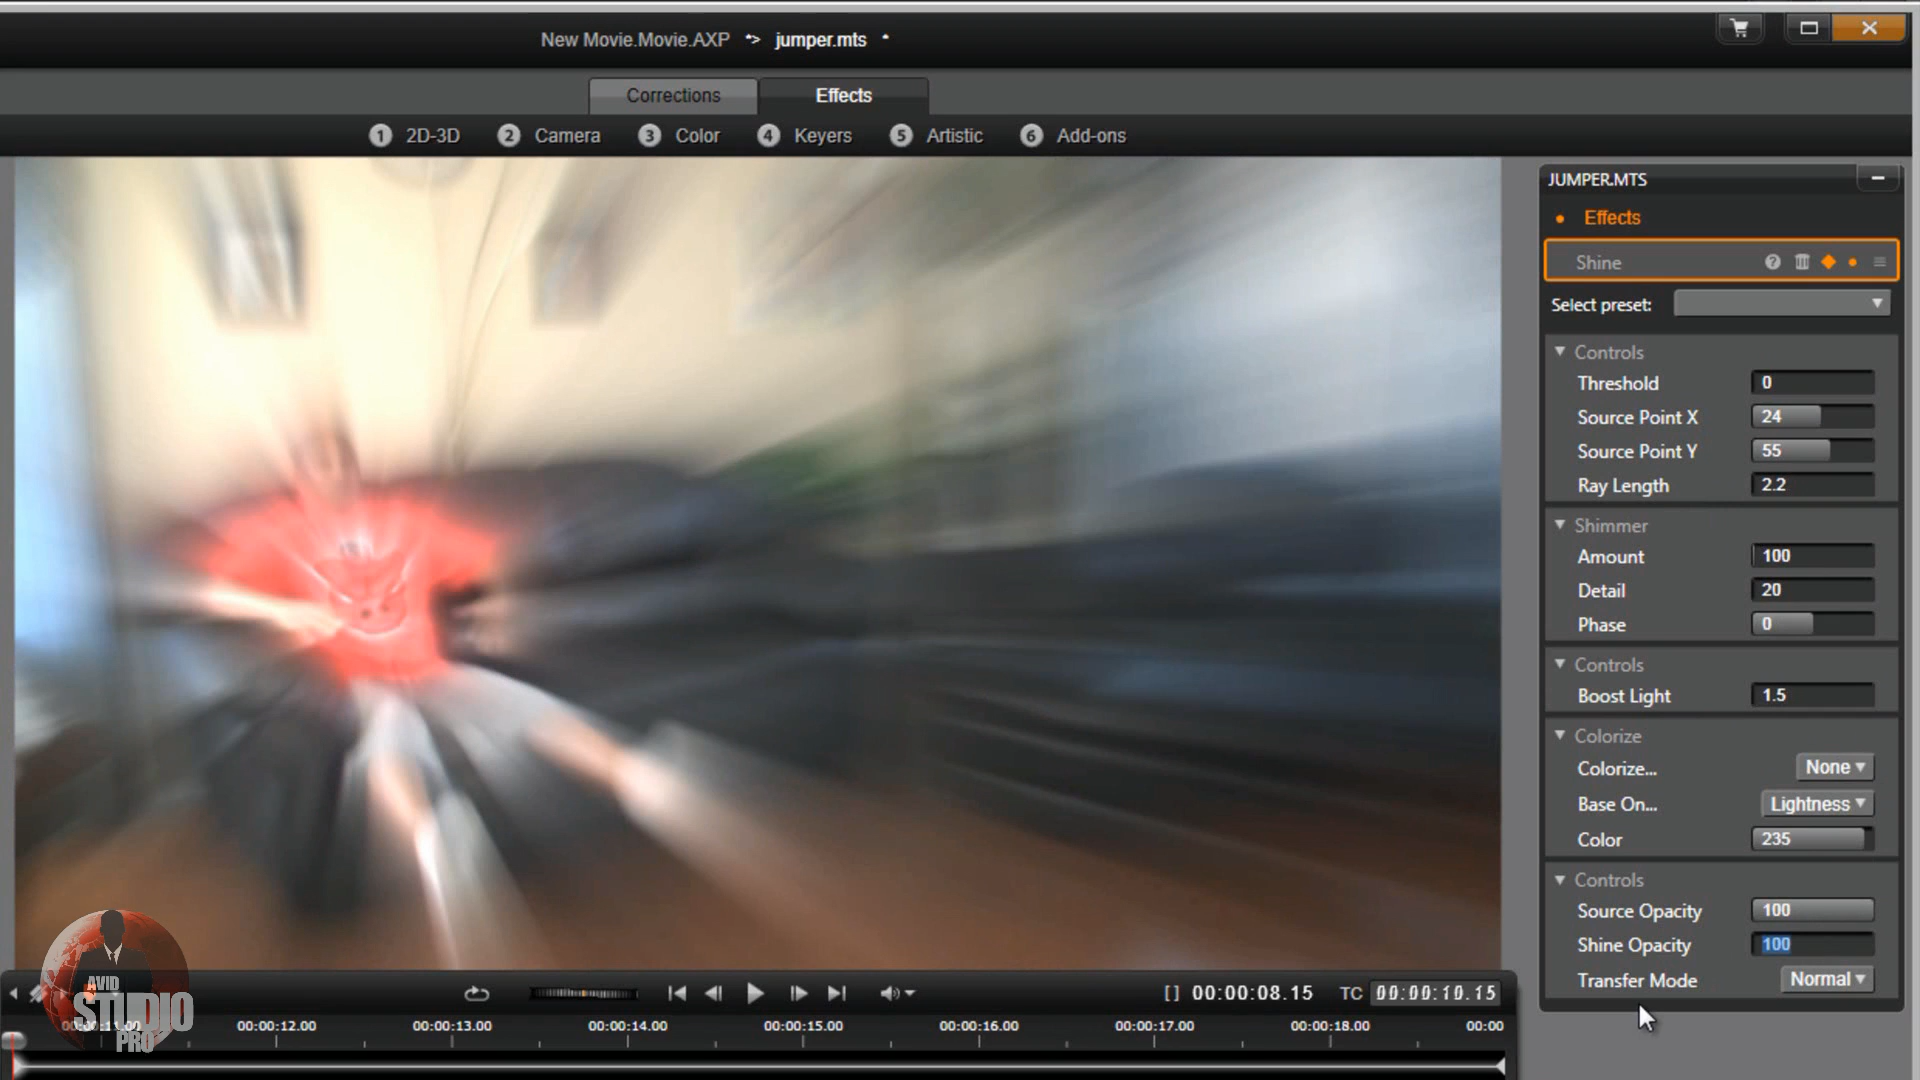 New Movie.Movie.AXP *> jumper.mts *
Corrections Effects
1 2D-3D 2 Camera 3 Color 4 Keyers 5 Artistic 6 Add-ons
JUMPER.MTS
Effects
Shine
Select preset:
Controls
Threshold 0
Source Point X 24
Source Point Y 55
Ray Length 2.2
Shimmer
Amount 100
Detail 20
Phase 0
Controls
Boost Light 1.5
Colorize
Colorize... None
Base On... Lightness
Color 235
Controls
Source Opacity 100
Shine Opacity 100
Transfer Mode Normal
[] 00:00:08.15 TC 00:00:10.15
00:00:11.00 00:00:12.00 00:00:13.00 00:00:14.00 00:00:15.00 00:00:16.00 00:00:17.00 00:00:18.00 00:00
AVID
STUDIO
PRO